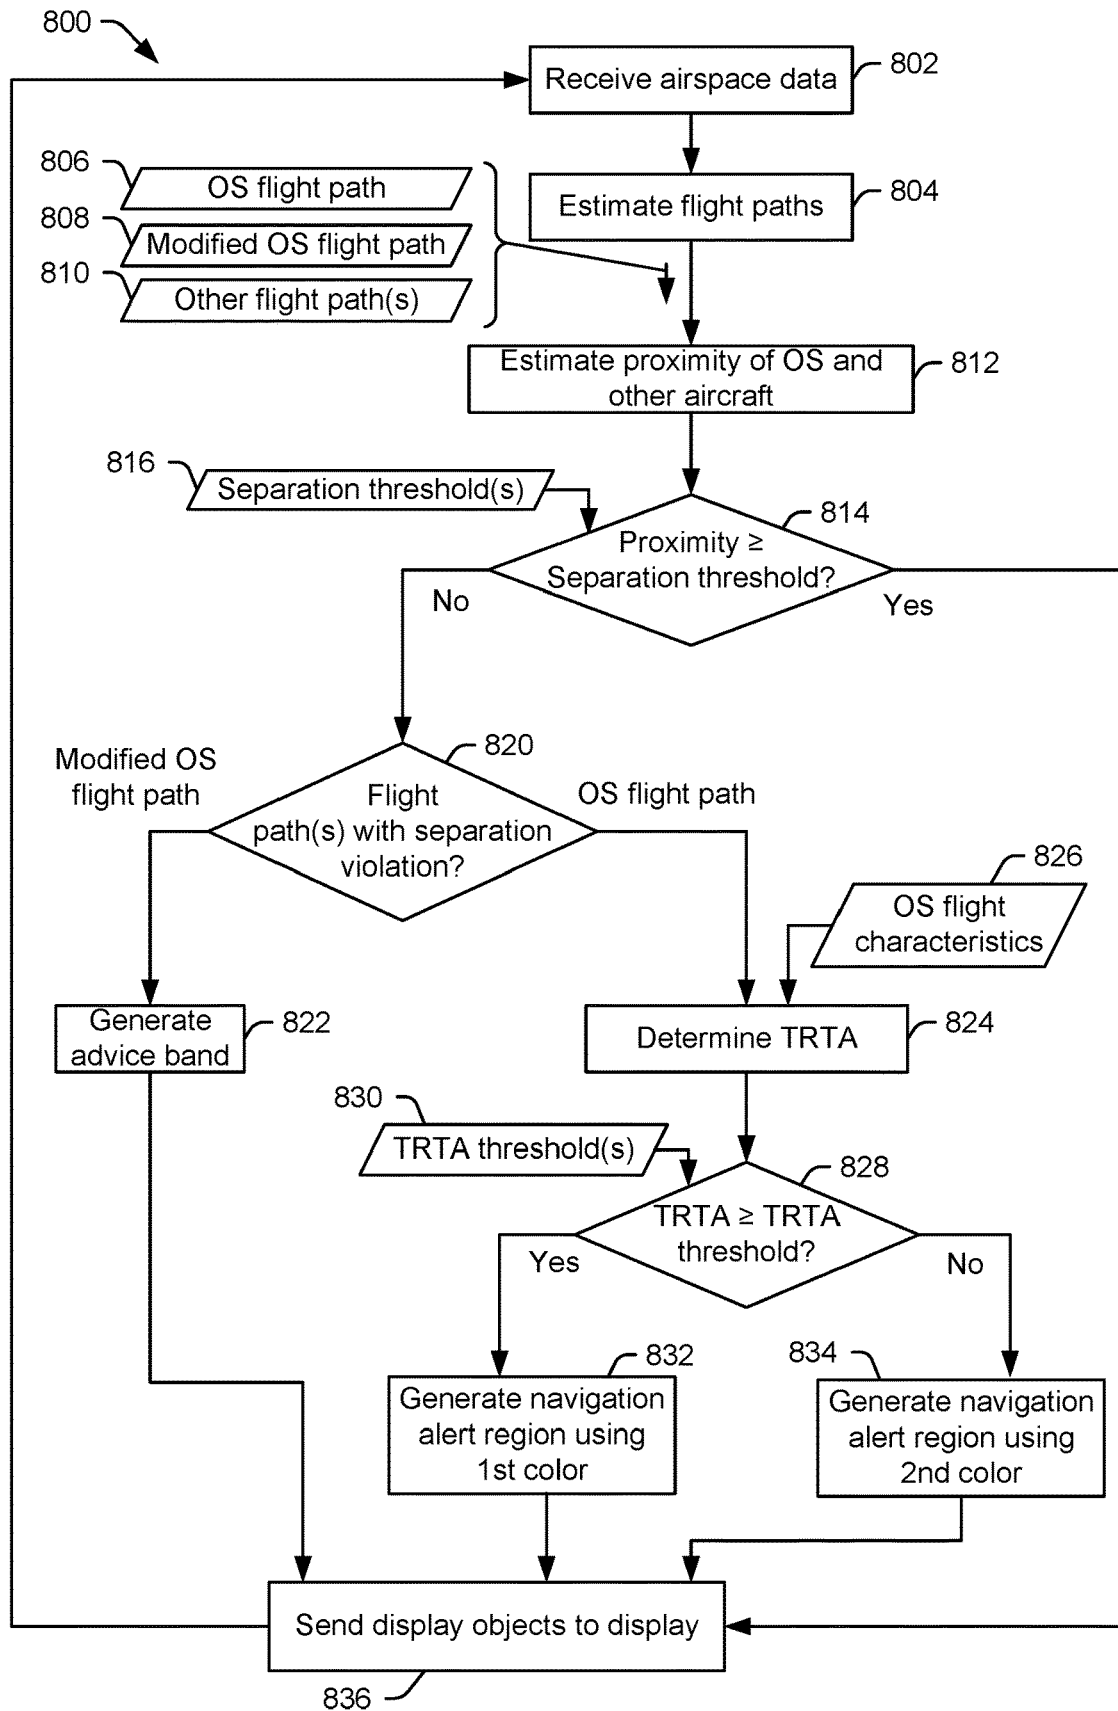 800
Receive airspace data
802
806
OS flight path
Estimate flight paths
804
808
Modified OS flight path
810
Other flight path(s)
Estimate proximity of OS and
other aircraft
812
816
Separation threshold(s)
814
Proximity ≥
Separation threshold?
No
Yes
820
Modified OS
flight path
OS flight path
Flight
path(s) with separation
violation?
826
OS flight
characteristics
Generate
advice band
822
Determine TRTA
824
830
TRTA threshold(s)
828
TRTA ≥ TRTA
threshold?
Yes
No
832
834
Generate navigation
alert region using
1st color
Generate navigation
alert region using
2nd color
Send display objects to display
836